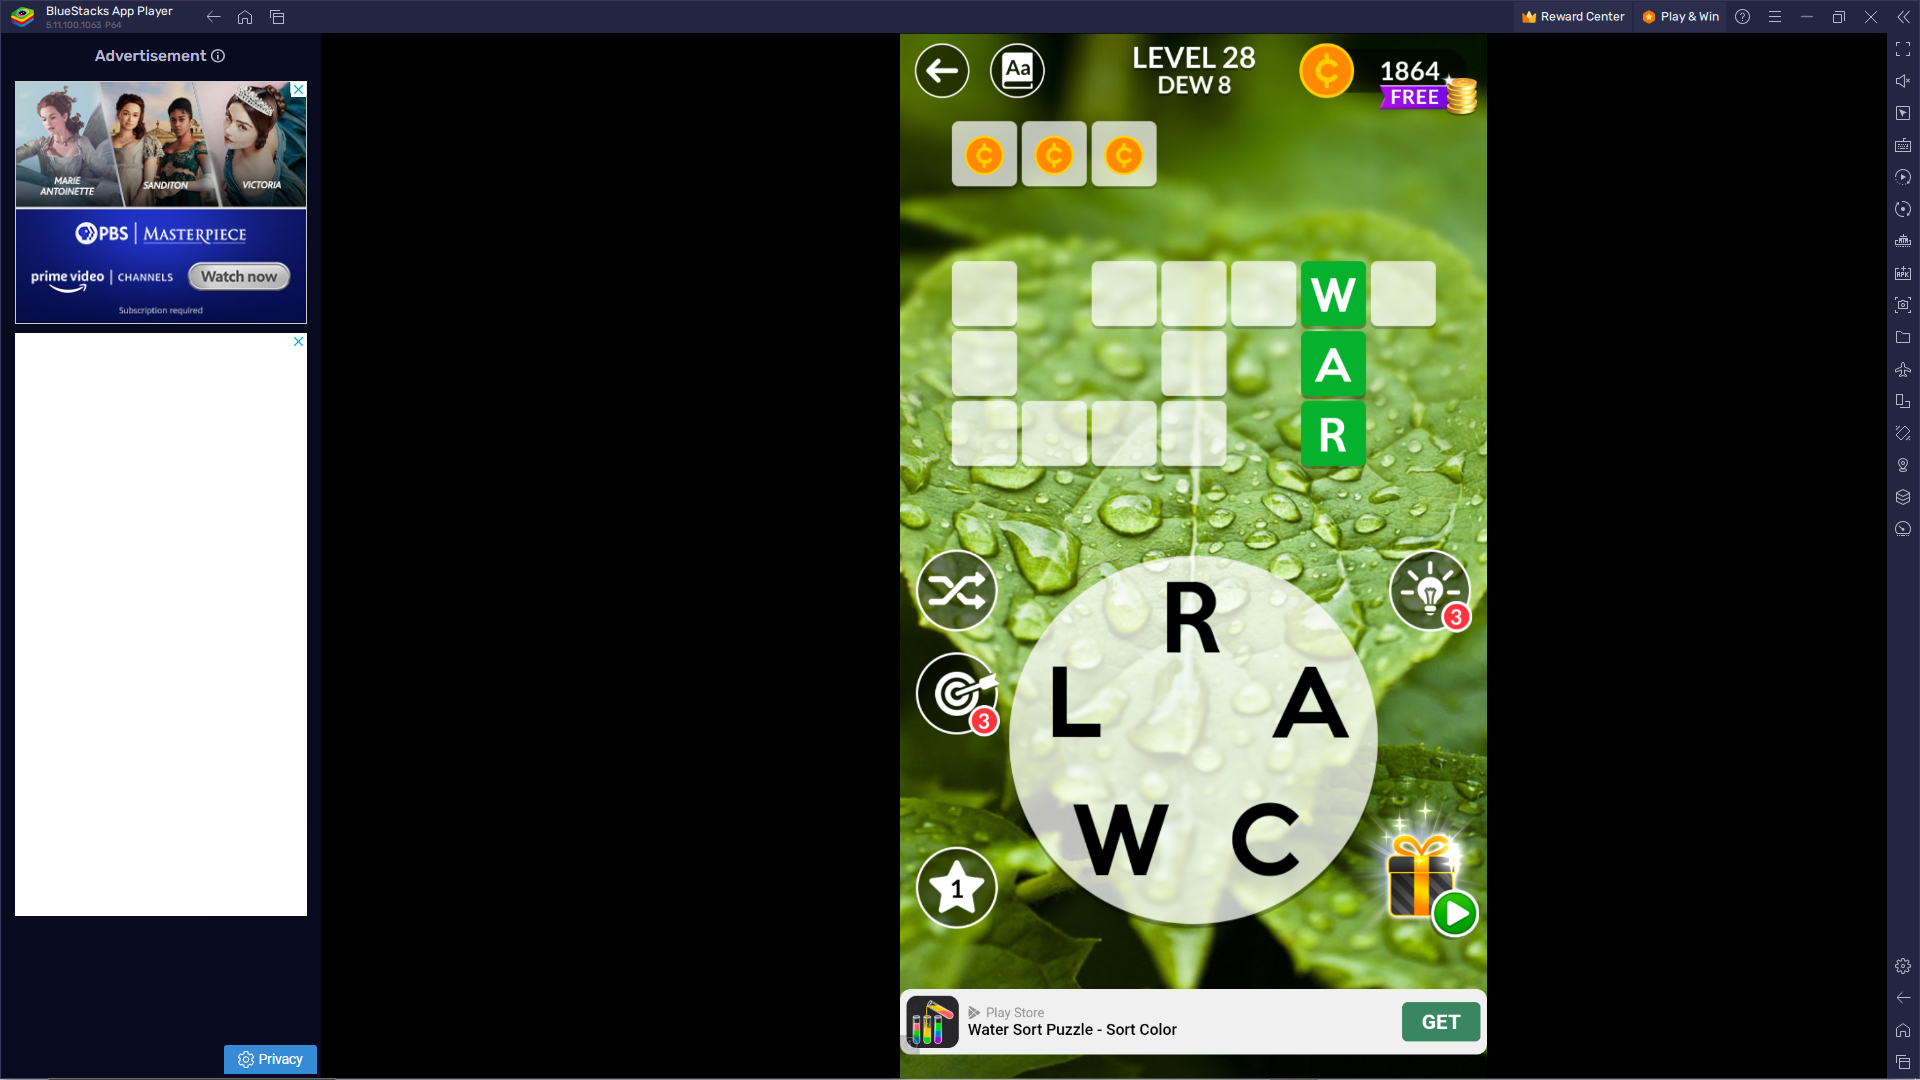 BlueStacks App Player
5.11.100.1063 P64
Reward Center
Play & Win
Advertisement
MARIE
ANTOINETTE
SANDITON
VICTORIA
PBS | MASTERPIECE
prime video | CHANNELS
Watch now
Subscription required
Privacy
Aa
LEVEL 28
DEW 8
1864
FREE
W
A
R
3
R
L
A
3
W
C
1
Play Store
Water Sort Puzzle - Sort Color
GET
APK